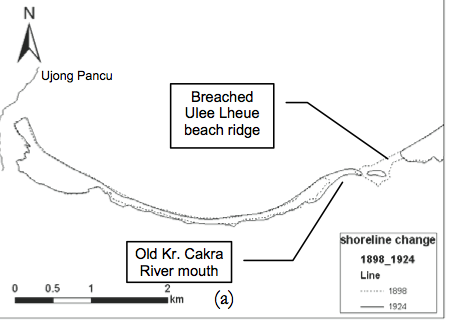 N
Ujong Pancu
Breached
Ulee Lheue
beach ridge
Old Kr. Cakra
River mouth
0 0.5 1 2
km
(a)
shoreline change
1898_1924
Line
1898
1924